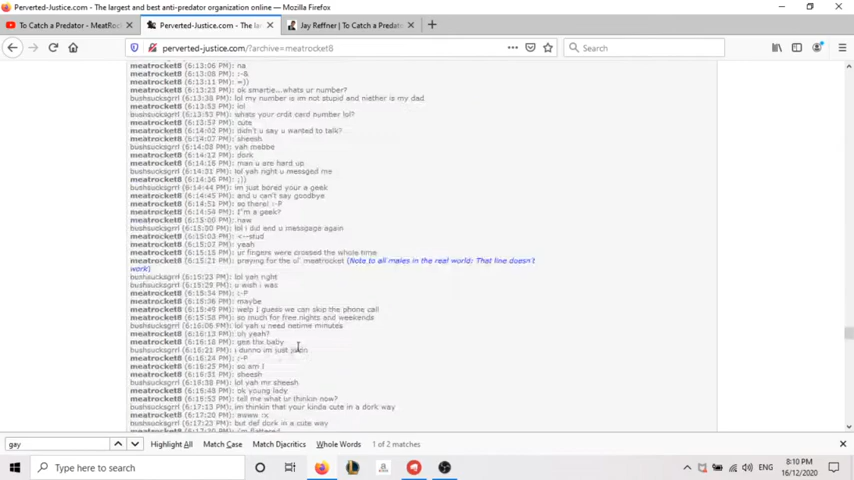 Perverted-Justice.com - The largest and best anti-predator organization online - Mozilla Firefox
To Catch a Predator - MeatRock
Perverted-Justice.com - The la
Jay Reffner | To Catch a Predat
perverted-justice.com/?archive=meatrocket8
Search
meatrocket8 (6:13:06 PM): na
meatrocket8 (6:13:08 PM): :-&
meatrocket8 (6:13:11 PM): =))
meatrocket8 (6:13:23 PM): ok smartie...whats ur number?
bushsucksgrrl (6:13:38 PM): lol my number is im not stupid and niether is my dad
meatrocket8 (6:13:53 PM): lol
bushsucksgrrl (6:13:53 PM): whats your crdit card number lol?
meatrocket8 (6:13:57 PM): cute
meatrocket8 (6:14:02 PM): didn't u say u wanted to talk?
meatrocket8 (6:14:07 PM): sheesh
bushsucksgrrl (6:14:08 PM): yah mebbe
meatrocket8 (6:14:12 PM): dork
meatrocket8 (6:14:16 PM): man u are hard up
bushsucksgrrl (6:14:31 PM): lol yah right u messged me
meatrocket8 (6:14:36 PM): ;))
bushsucksgrrl (6:14:44 PM): im just bored your a geek
meatrocket8 (6:14:45 PM): and u can't say goodbye
bushsucksgrrl (6:14:51 PM): so there! :-P
meatrocket8 (6:14:54 PM): I'm a geek?
meatrocket8 (6:15:00 PM): naw
bushsucksgrrl (6:15:00 PM): lol i did and u messgage again
meatrocket8 (6:15:03 PM): <--stud
meatrocket8 (6:15:07 PM): yeah
meatrocket8 (6:15:15 PM): ur fingers were crossed the whole time
meatrocket8 (6:15:21 PM): praying for the ol' meatrocket (Note to all males in the real world: That line doesn't
work)
bushsucksgrrl (6:15:23 PM): lol yah right
bushsucksgrrl (6:15:29 PM): u wish i was
meatrocket8 (6:15:34 PM): :-P
meatrocket8 (6:15:36 PM): maybe
meatrocket8 (6:15:49 PM): welp I guess we can skip the phone call
meatrocket8 (6:15:58 PM): so much for free nights and weekends
bushsucksgrrl (6:16:06 PM): lol yah u need netime minutes
meatrocket8 (6:16:13 PM): oh yeah?
meatrocket8 (6:16:18 PM): gee thx baby
bushsucksgrrl (6:16:21 PM): i dunno im just
meatrocket8 (6:16:24 PM): :-P
meatrocket8 (6:16:25 PM): so am I
meatrocket8 PM): sheesh
bushsucksgrrl (6:16:38 PM): lol yah mr sheesh
meatrocket8 PM): ok young lady
meatrocket8 (6:16:53 PM): tell me what ur thinkin now?
bushsucksgrrl (6:17:13 PM): im thinkin that your kinda cute in a dork way
meatrocket8 (6:17:20 PM): awww :x
bushsucksgrrl (6:17:23 PM): but def dork in a cute way
gay
Highlight All
Match Case
Match Diacritics
Whole Words
1 of 2 matches
Type here to search
ENG
8:10 PM
16/12/2020